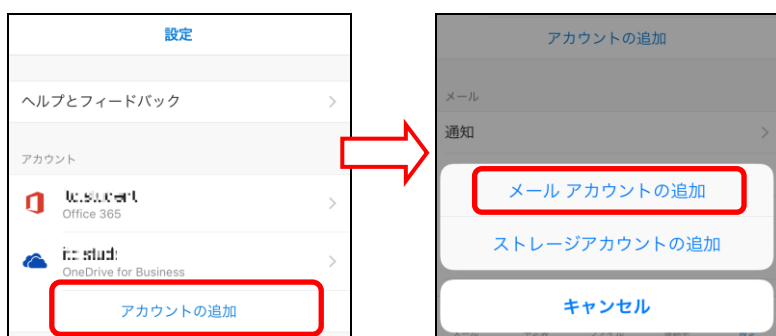 設定
ヘルプとフィードバック
アカウント
Office 365
OneDrive for Business
アカウントの追加
アカウントの追加
メール
通知
メール アカウントの追加
ストレージアカウントの追加
キャンセル